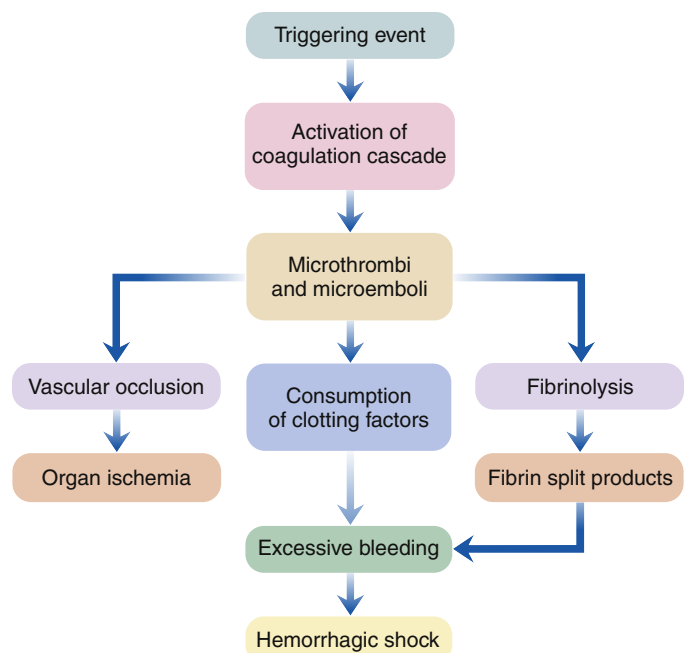 Triggering event
Activation of
coagulation cascade
Microthrombi
and microemboli
Vascular occlusion
Consumption
of clotting factors
Fibrinolysis
Organ ischemia
Fibrin split products
Excessive bleeding
Hemorrhagic shock